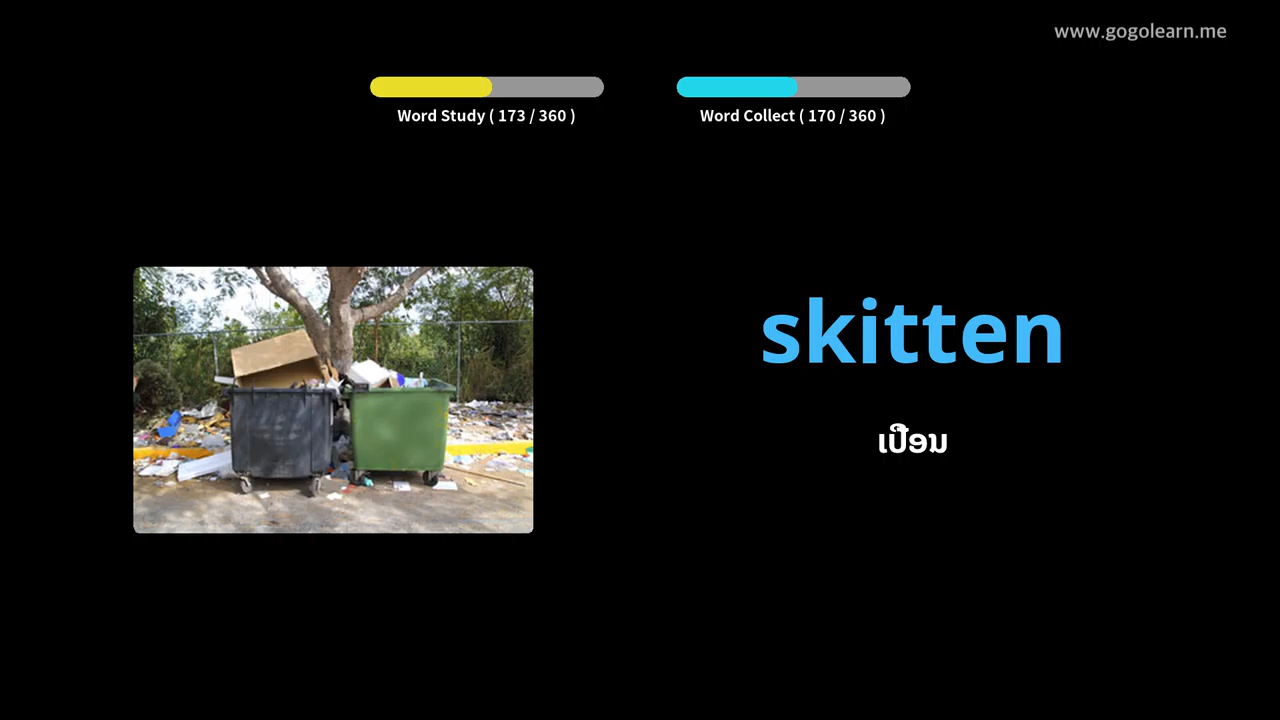 www.gogolearn.me
Word Study ( 173 / 360 )
Word Collect ( 170 / 360 )
skitten
ເປື້ອນ